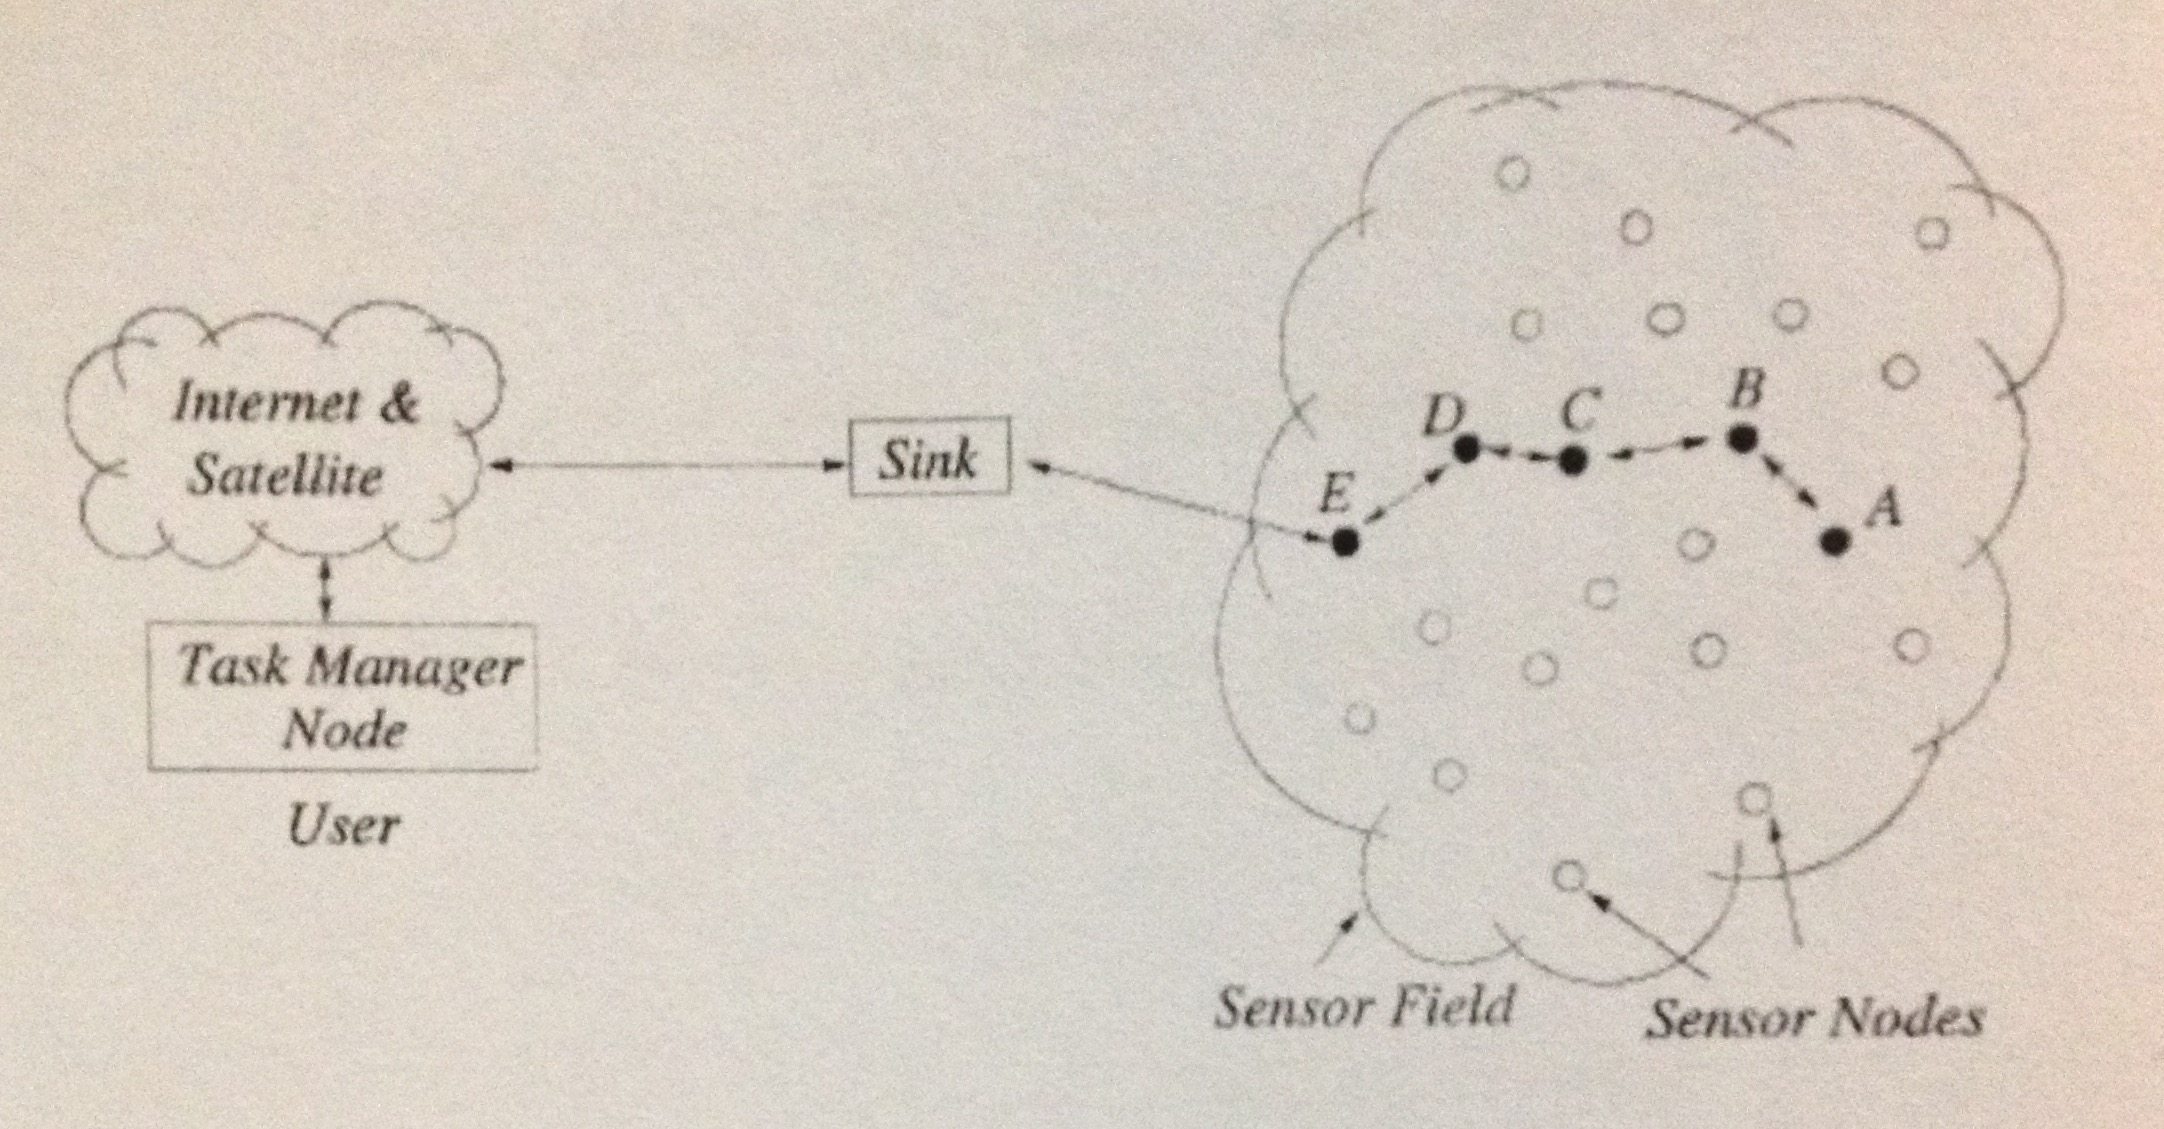 Internet &
Satellite
Sink
Task Manager
Node
User
D
C
B
E
A
Sensor Field
Sensor Nodes